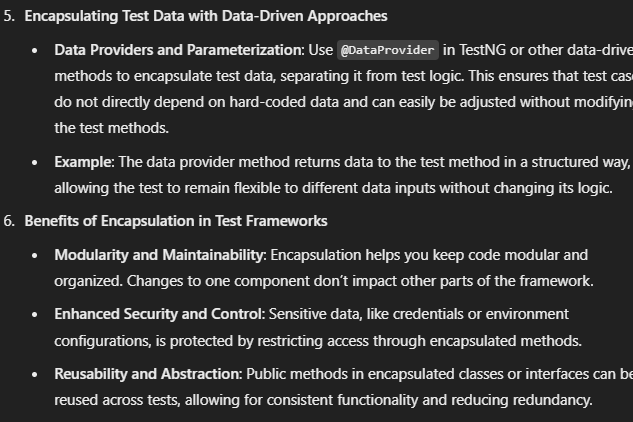 5. Encapsulating Test Data with Data-Driven Approaches
• Data Providers and Parameterization: Use @DataProvider in TestNG or other data-drive
methods to encapsulate test data, separating it from test logic. This ensures that test cas
do not directly depend on hard-coded data and can easily be adjusted without modifyin
the test methods.
• Example: The data provider method returns data to the test method in a structured way,
allowing the test to remain flexible to different data inputs without changing its logic.
6. Benefits of Encapsulation in Test Frameworks
• Modularity and Maintainability: Encapsulation helps you keep code modular and
organized. Changes to one component don’t impact other parts of the framework.
• Enhanced Security and Control: Sensitive data, like credentials or environment
configurations, is protected by restricting access through encapsulated methods.
• Reusability and Abstraction: Public methods in encapsulated classes or interfaces can be
reused across tests, allowing for consistent functionality and reducing redundancy.